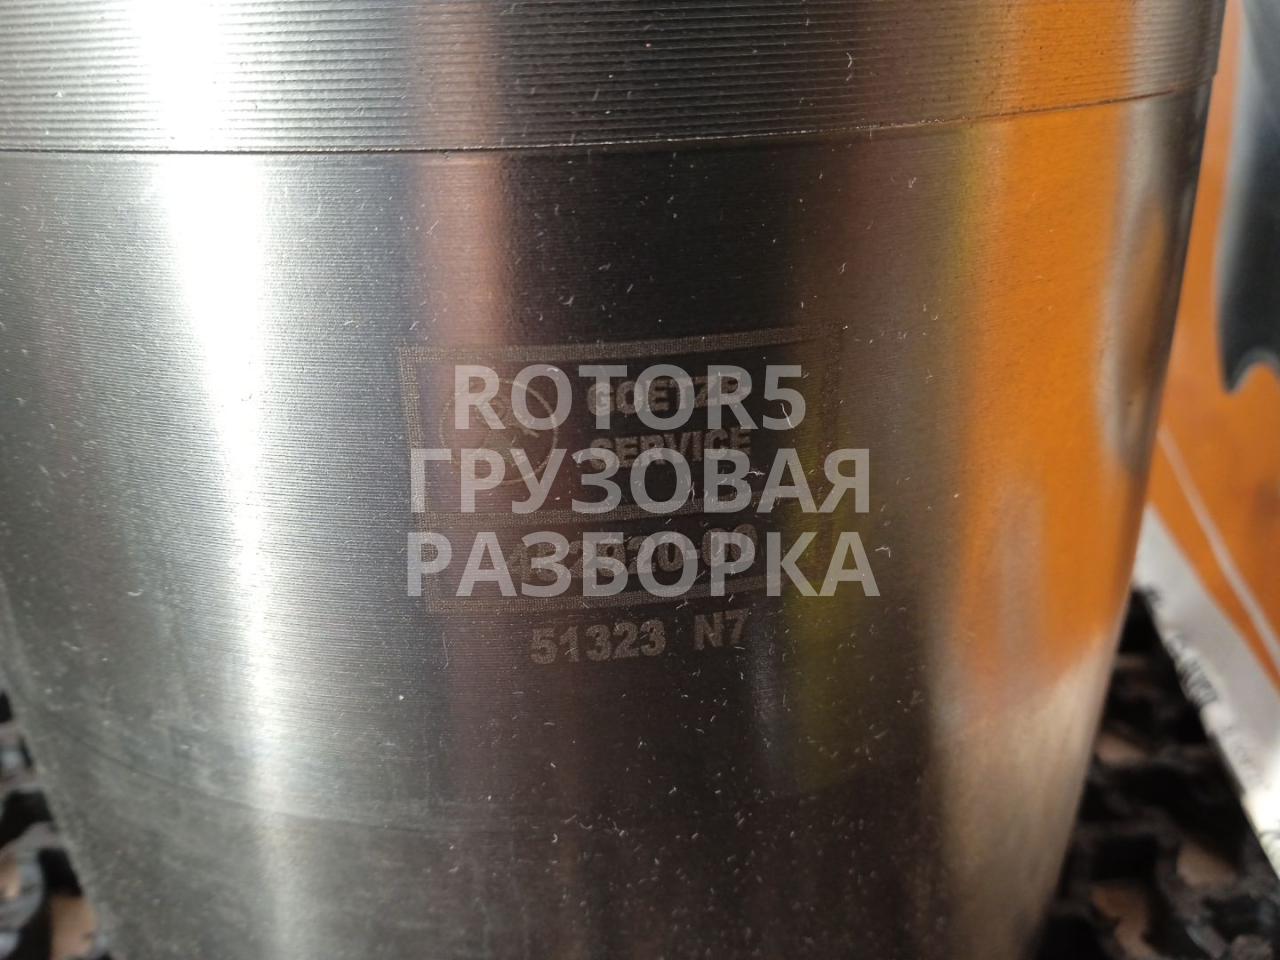 ROTOR5
ГРУЗОВАЯ
РАЗБОРКА
GOETZE
SERVICE
51323 N7